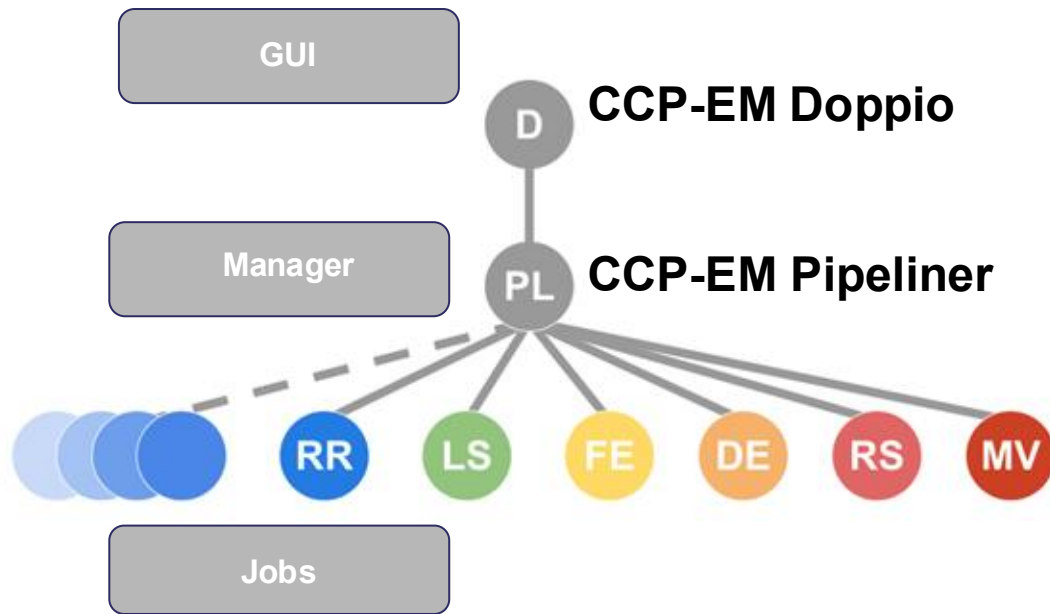 GUI
D
CCP-EM Doppio
Manager
PL
CCP-EM Pipeliner
RR LS FE DE RS MV
Jobs